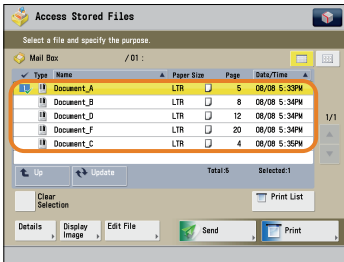 Access Stored Files
Select a file and specify the purpose.
Mail Box /01 :
✓ Type Name ▲ Paper Size Page Date/Time ▲
1 Document_A LTR 5 08/08 5:33PM
Document_B LTR 8 08/08 5:34PM
Document_D LTR 12 08/08 5:34PM
Document_F LTR 20 08/08 5:34PM
Document_C LTR 4 08/08 5:35PM
1/1
Up Update Total:5 Selected:1
Clear Selection Print List
Details Display Image Edit File Send Print